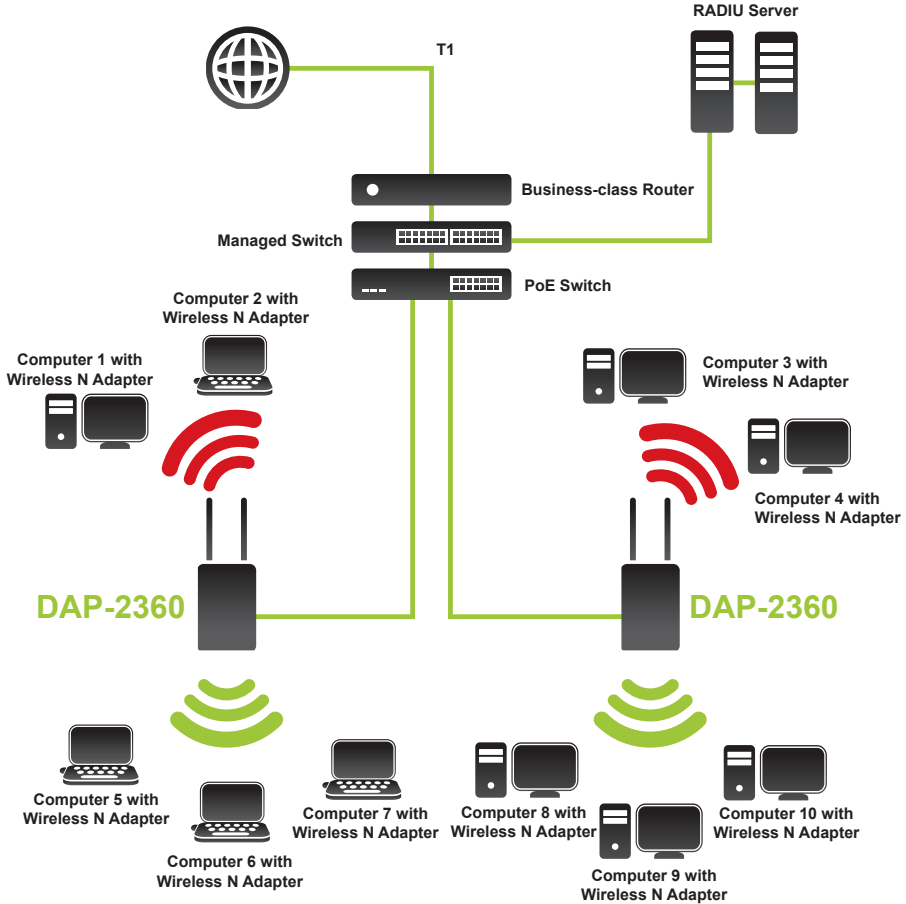 RADIU Server
T1
Business-class Router
Managed Switch
PoE Switch
Computer 2 with
Wireless N Adapter
Computer 1 with
Wireless N Adapter
Computer 3 with
Wireless N Adapter
Computer 4 with
Wireless N Adapter
DAP-2360
DAP-2360
Computer 5 with
Wireless N Adapter
Computer 6 with
Wireless N Adapter
Computer 7 with
Wireless N Adapter
Computer 8 with
Wireless N Adapter
Computer 9 with
Wireless N Adapter
Computer 10 with
Wireless N Adapter